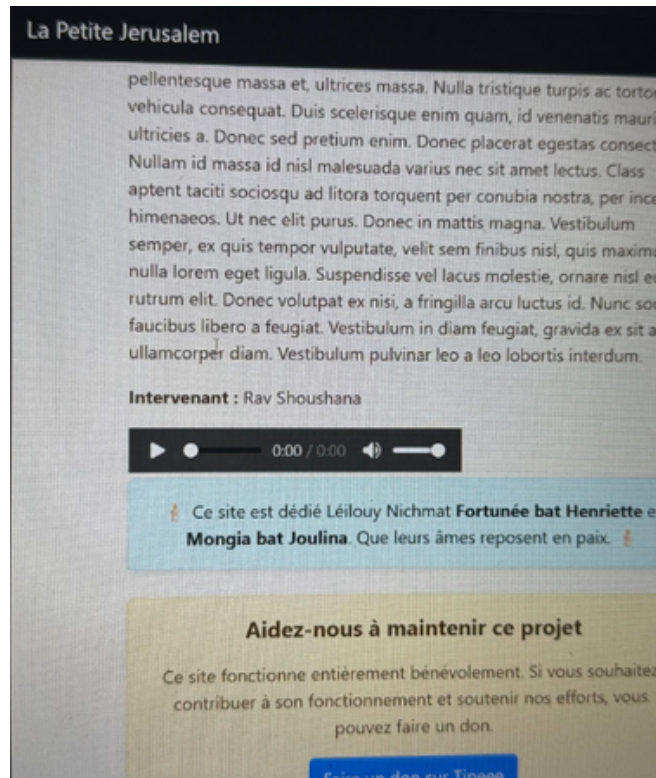 La Petite Jerusalem
pellentesque massa et, ultrices massa. Nulla tristique turpis ac
vehicula consequat. Duis scelerisque enim quam, id venenatis
ultricies a. Donec sed pretium enim. Donec placerat egestas
Nullam id massa id nisl malesuada varius nec sit amet lectus. Class
aptent taciti sociosqu ad litora torquent per conubia nostra, per
himenaeos. Ut nec elit purus. Donec in mattis magna. Vestibulum
semper, ex quis tempor vulputate, velit sem finibus nisl, quis
nulla lorem eget ligula. Suspendisse vel lacus molestie, ornare nisl
rutrum elit. Donec volutpat ex nisi, a fringilla arcu luctus id. Nunc
faucibus libero a feugiat. Vestibulum in diam feugiat, gravida ex sit
ullamcorper diam. Vestibulum pulvinar leo a leo lobortis interdum.
Intervenant : Rav Shoushana
0:00 / 0:00
Ce site est dédié Léilouy Nichmat Fortunée bat Henriette
Mongia bat Joulina. Que leurs âmes reposent en paix.
Aidez-nous à maintenir ce projet
Ce site fonctionne entièrement bénévolement. Si vous
contribuer à son fonctionnement et soutenir nos efforts, vous
pouvez faire un don.
Faire un don sur